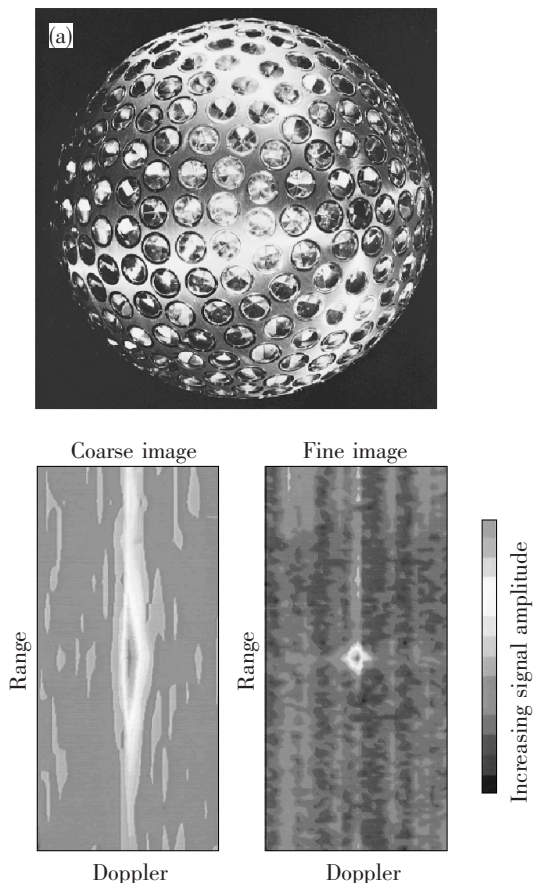 (a)
Coarse image
Fine image
Range
Range
Increasing signal amplitude
Doppler
Doppler